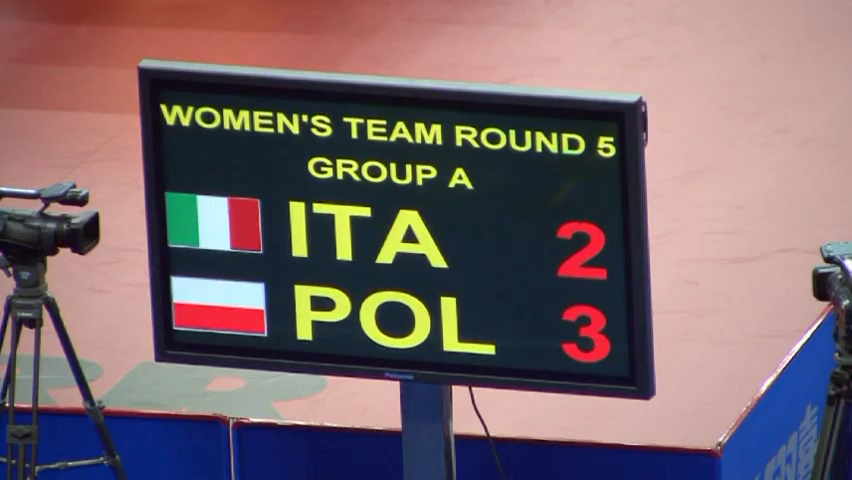 WOMEN'S TEAM ROUND 5
GROUP A
ITA 2
POL 3
Panasonic